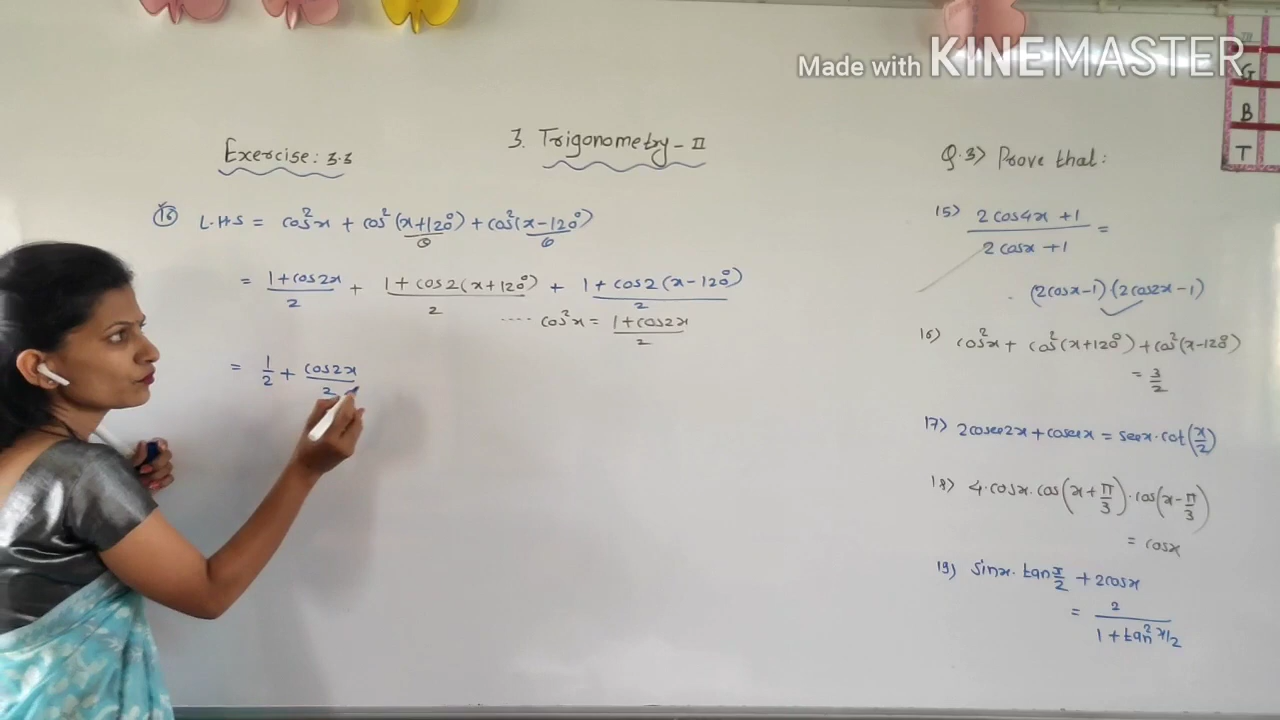 Made with KINEMASTER
G
B
T
3. Trigonometry - II
Exercise: 3.3
16 L.H.S = cos²x + cos²(x+120°) + cos²(x-120°)
θ θ
= 1+cos2x/2 + 1+cos2(x+120°)/2 + 1+cos2(x-120°)/2
.... cos²x = 1+cos2x/2
= 1/2 + cos2x/2
Q.3) Prove that:
15) 2cos4x +1 / 2cosx +1 =
(2cosx-1) (2cos2x-1)
16) cos²x + cos²(x+120°) + cos²(x-120°)
= 3/2
17) 2cosec2x + cosecx = secx·cot(x/2)
18) 4·cosx·cos(x+π/3)·cos(x-π/3)
= cosx
19) sinx·tan x/2 + 2cosx
= 2 / 1+tan² x/2